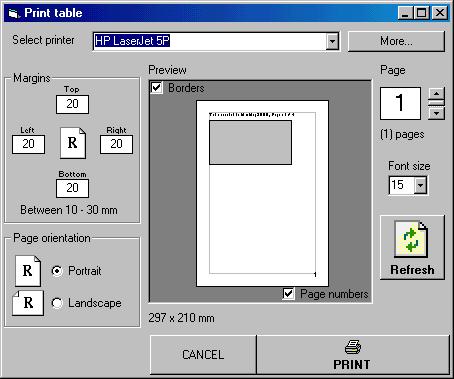 Print table
Select printer
HP LaserJet 5P
More...
Margins
Top
20
Left
20
R
Right
20
Bottom
20
Between 10 - 30 mm
Page orientation
R
Portrait
R
Landscape
Preview
Borders
1
Page numbers
297 x 210 mm
Page
1
(1) pages
Font size
15
Refresh
CANCEL
PRINT